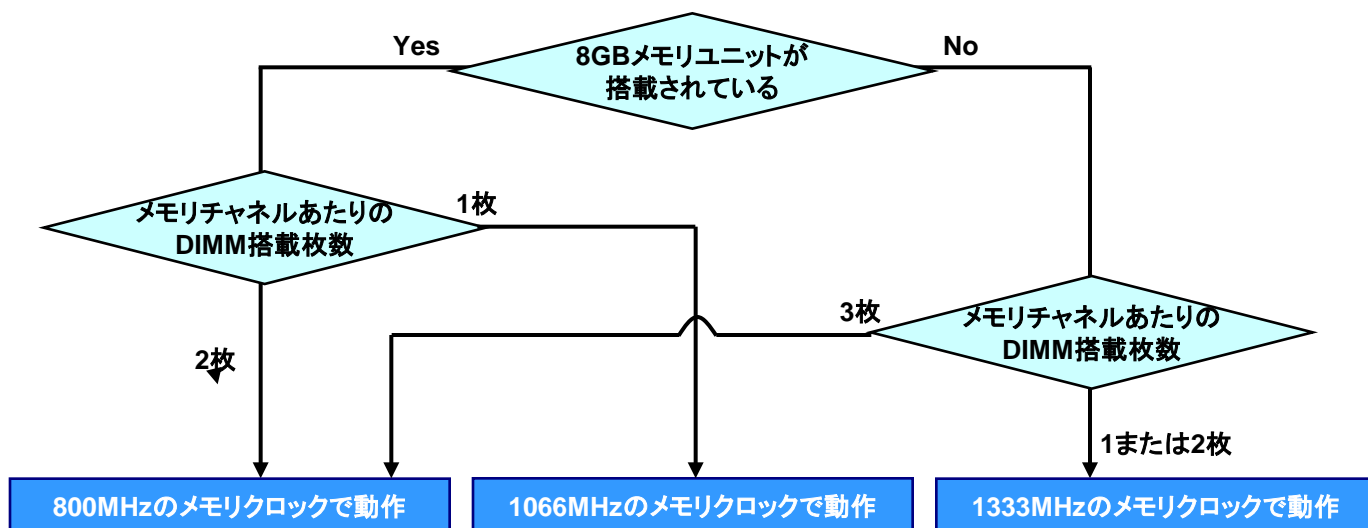 Yes
8GBメモリユニットが
搭載されている
No
メモリチャネルあたりの
DIMM搭載枚数
1枚
3枚
メモリチャネルあたりの
DIMM搭載枚数
2枚
1または2枚
800MHzのメモリクロックで動作
1066MHzのメモリクロックで動作
1333MHzのメモリクロックで動作